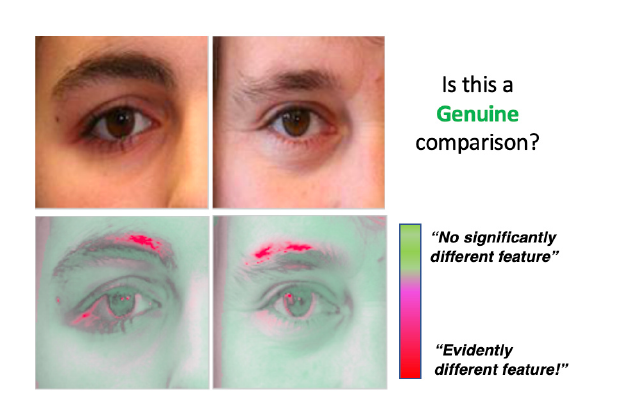 Is this a
Genuine
comparison?
“No significantly
different feature”
“Evidently
different feature!”